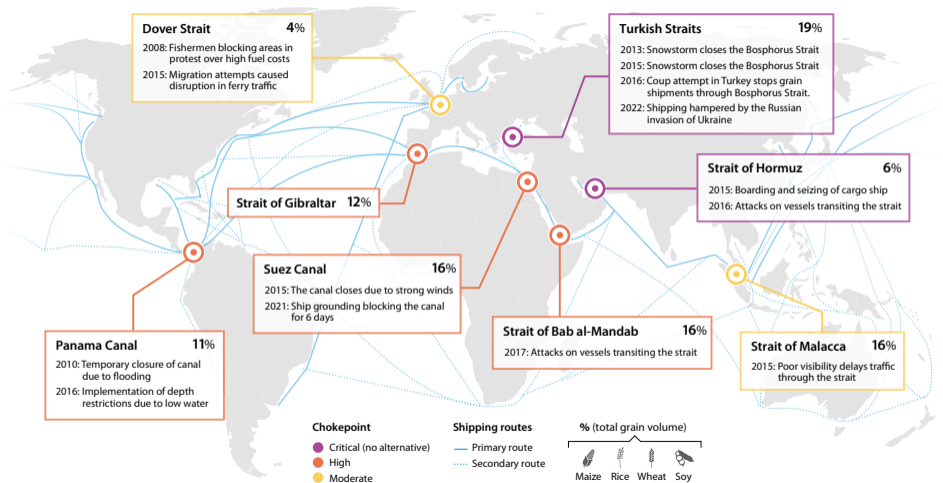 Dover Strait 4%
2008: Fishermen blocking areas in
protest over high fuel costs
2015: Migration attempts caused
disruption in ferry traffic
Turkish Straits 19%
2013: Snowstorm closes the Bosphorus Strait
2015: Snowstorm closes the Bosphorus Strait
2016: Coup attempt in Turkey stops grain
shipments through Bosphorus Strait.
2022: Shipping hampered by the Russian
invasion of Ukraine
Strait of Hormuz 6%
2015: Boarding and seizing of cargo ship
2016: Attacks on vessels transiting the strait
Strait of Gibraltar 12%
Suez Canal 16%
2015: The canal closes due to strong winds
2021: Ship grounding blocking the canal
for 6 days
Strait of Bab al-Mandab 16%
2017: Attacks on vessels transiting the strait
Panama Canal 11%
2010: Temporary closure of canal
due to flooding
2016: Implementation of depth
restrictions due to low water
Strait of Malacca 16%
2015: Poor visibility delays traffic
through the strait
Chokepoint
Critical (no alternative)
High
Moderate
Shipping routes
Primary route
Secondary route
% (total grain volume)
Maize Rice Wheat Soy